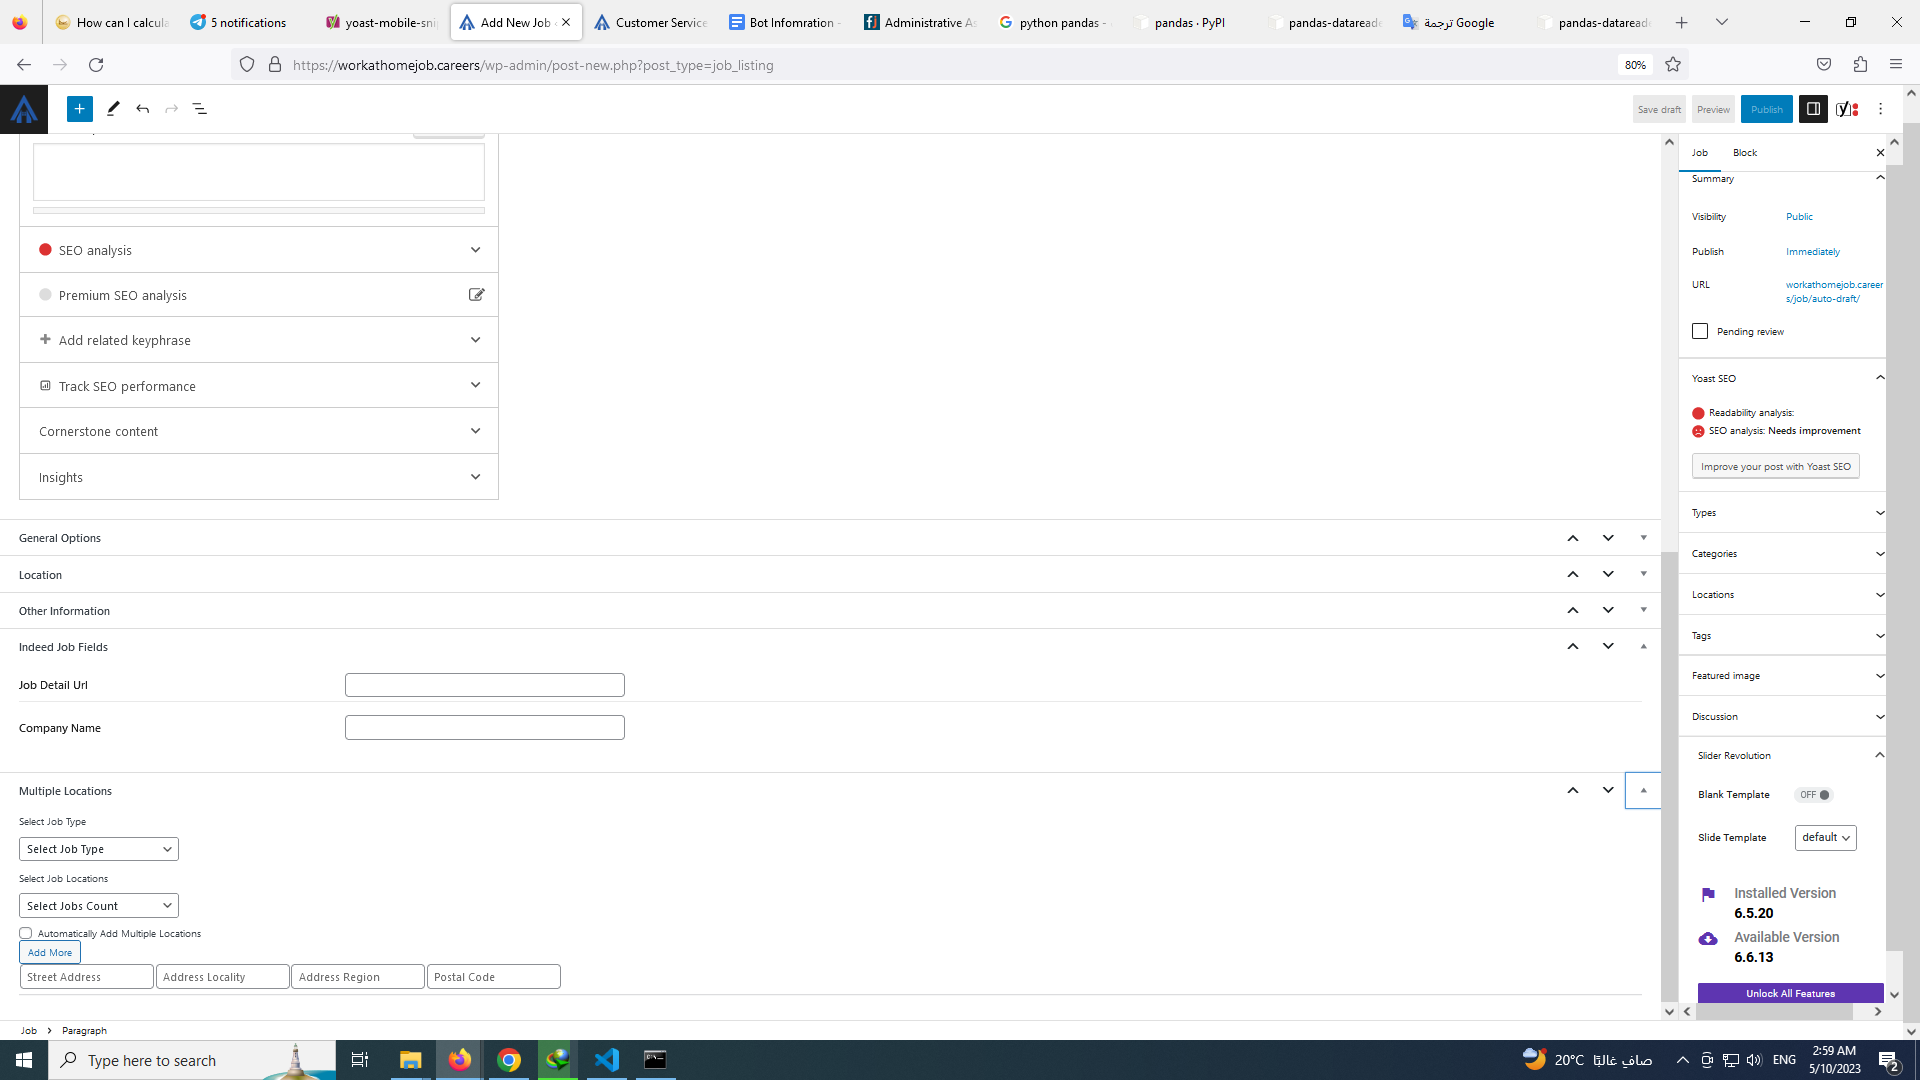 How can I calcula
5 notifications
yoast-mobile-sni
Add New Job
Customer Service
Bot Infomration -
Administrative As
python pandas -
pandas · PyPI
pandas-datareade
ترجمة Google
pandas-datareade
https://workathomejob.careers/wp-admin/post-new.php?post_type=job_listing
80%
Save draft
Preview
Publish
Job
Block
Summary
Visibility
Public
Publish
Immediately
URL
workathomejob.career
s/job/auto-draft/
Pending review
Yoast SEO
Readability analysis:
SEO analysis: Needs improvement
Improve your post with Yoast SEO
Types
Categories
Locations
Tags
Featured image
Discussion
Slider Revolution
Blank Template
OFF
Slide Template
default
Installed Version
6.5.20
Available Version
6.6.13
Unlock All Features
SEO analysis
Premium SEO analysis
Add related keyphrase
Track SEO performance
Cornerstone content
Insights
General Options
Location
Other Information
Indeed Job Fields
Job Detail Url
Company Name
Multiple Locations
Select Job Type
Select Job Type
Select Job Locations
Select Jobs Count
Automatically Add Multiple Locations
Add More
Street Address
Address Locality
Address Region
Postal Code
Job
Paragraph
Type here to search
20°C صافٍ غالبًا
ENG
2:59 AM
5/10/2023
2